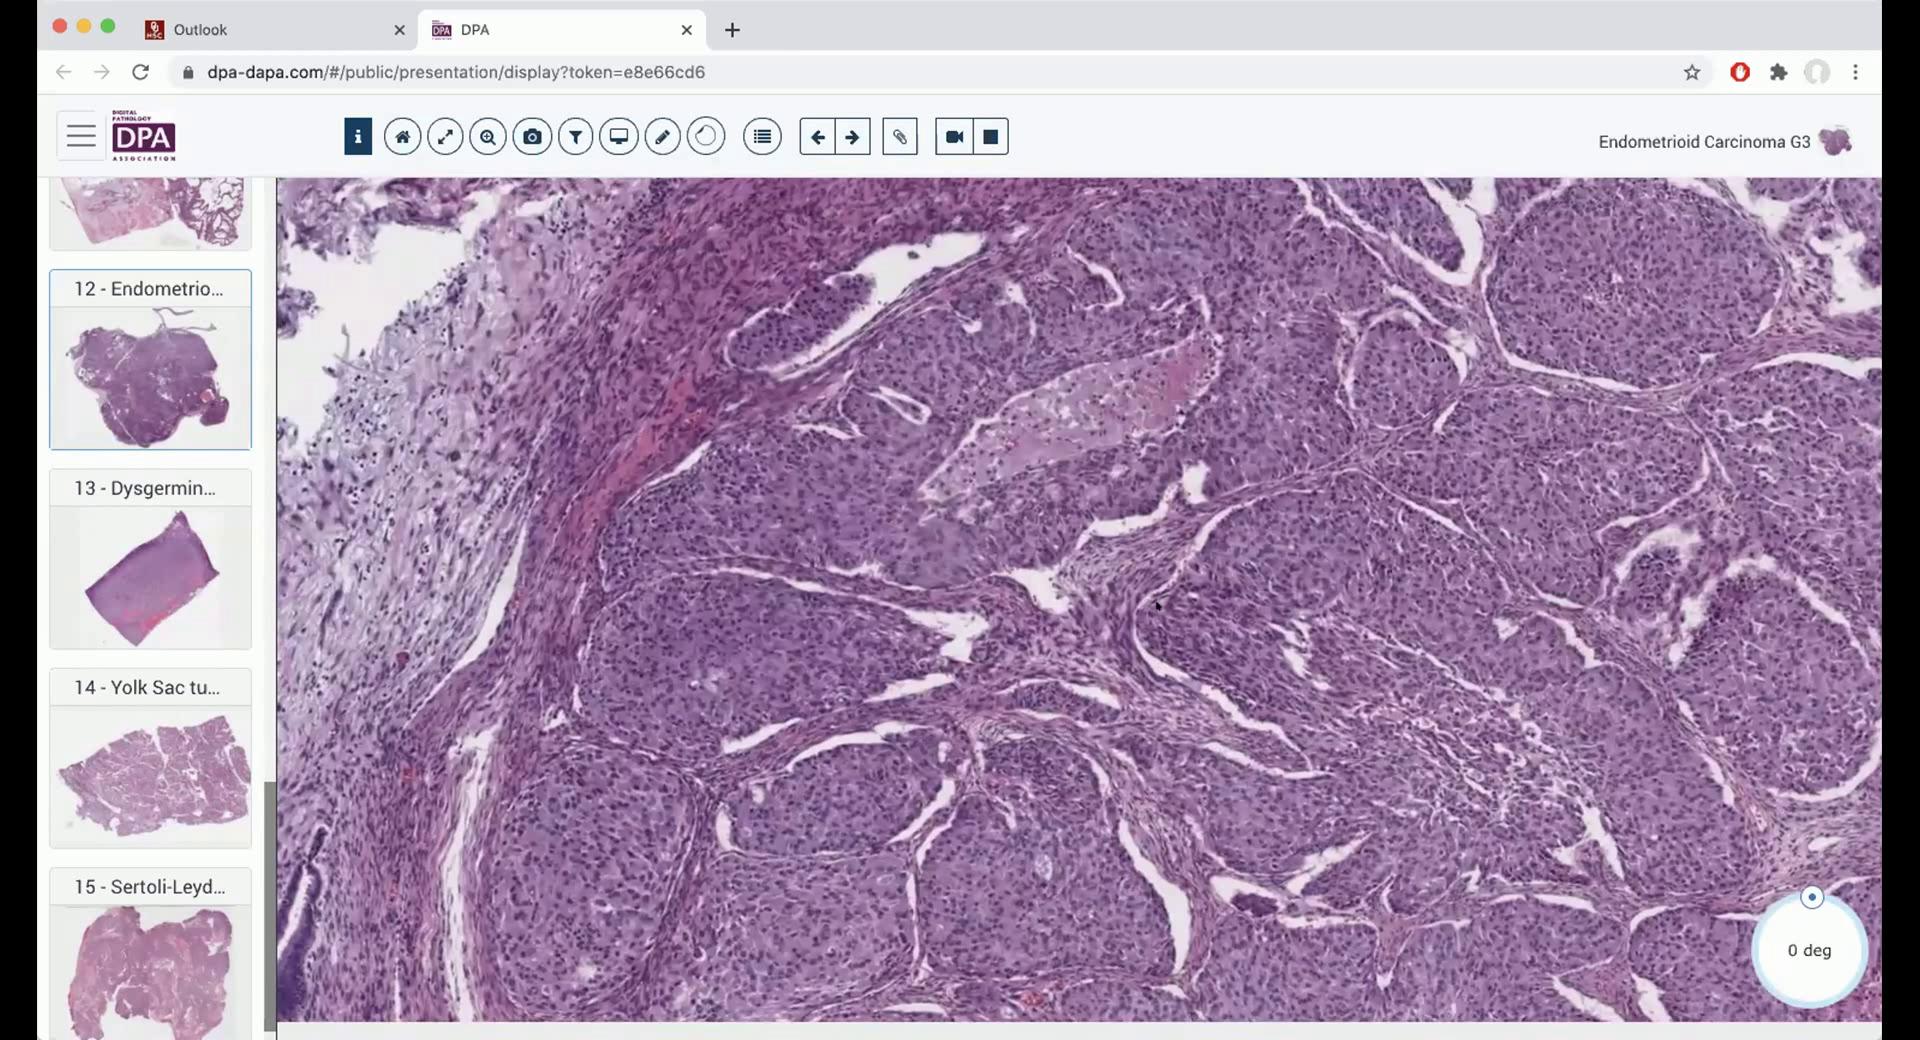 Outlook
DPA
dpa-dapa.com/#/public/presentation/display?token=e8e66cd6
DIGITAL
PATHOLOGY
DPA
ASSOCIATION
Endometrioid Carcinoma G3
12 - Endometrio...
13 - Dysgermin...
14 - Yolk Sac tu...
15 - Sertoli-Leyd...
0 deg